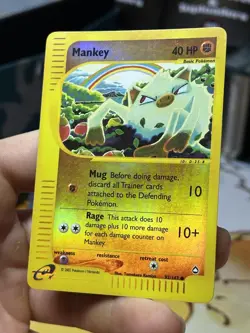 Mankey 40 HP
Basic Pokémon
Mug Before doing damage,
discard all Trainer cards
attached to the Defending
Pokémon.
10
Rage This attack does 10
damage plus 10 more damage
for each damage counter on
Mankey.
10+
weakness resistance retreat cost
e